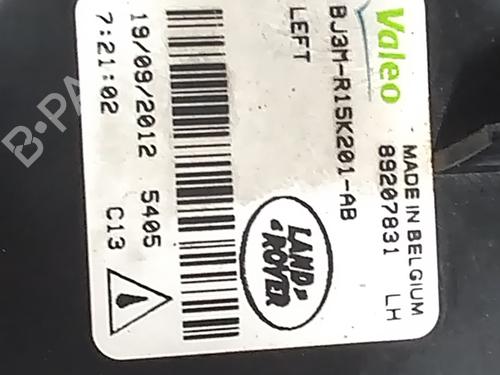 Valeo
MADE IN BELGIUM
89207831 LH
BJ3M-R15K201-AB
LEFT
LAND-
-ROVER
19/09/2012 5405
7:21:02 C13
B-PA